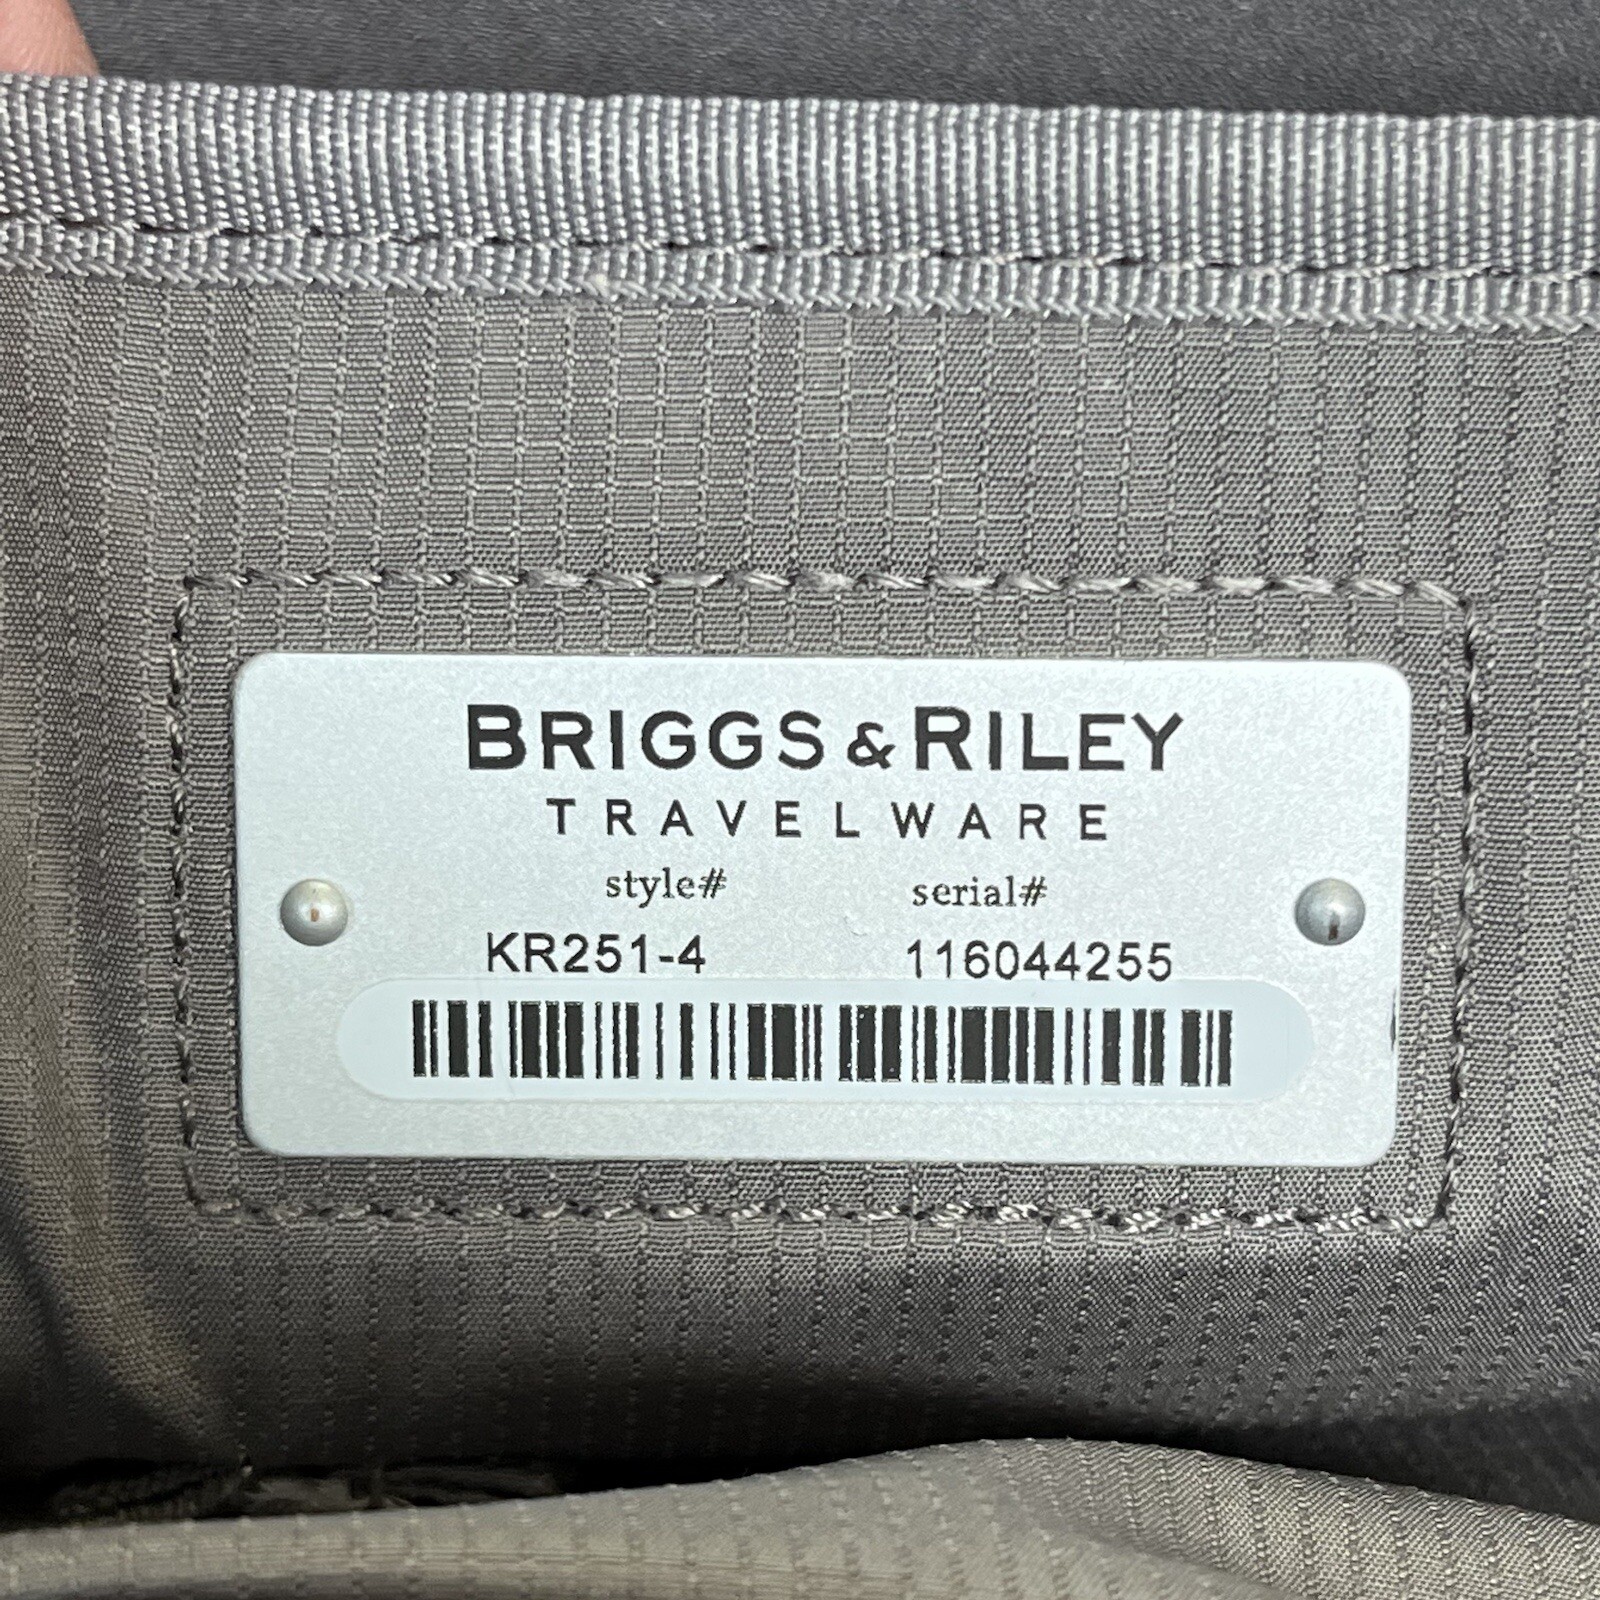 BRIGGS & RILEY
TRAVELWARE
style# serial#
KR251-4 116044255